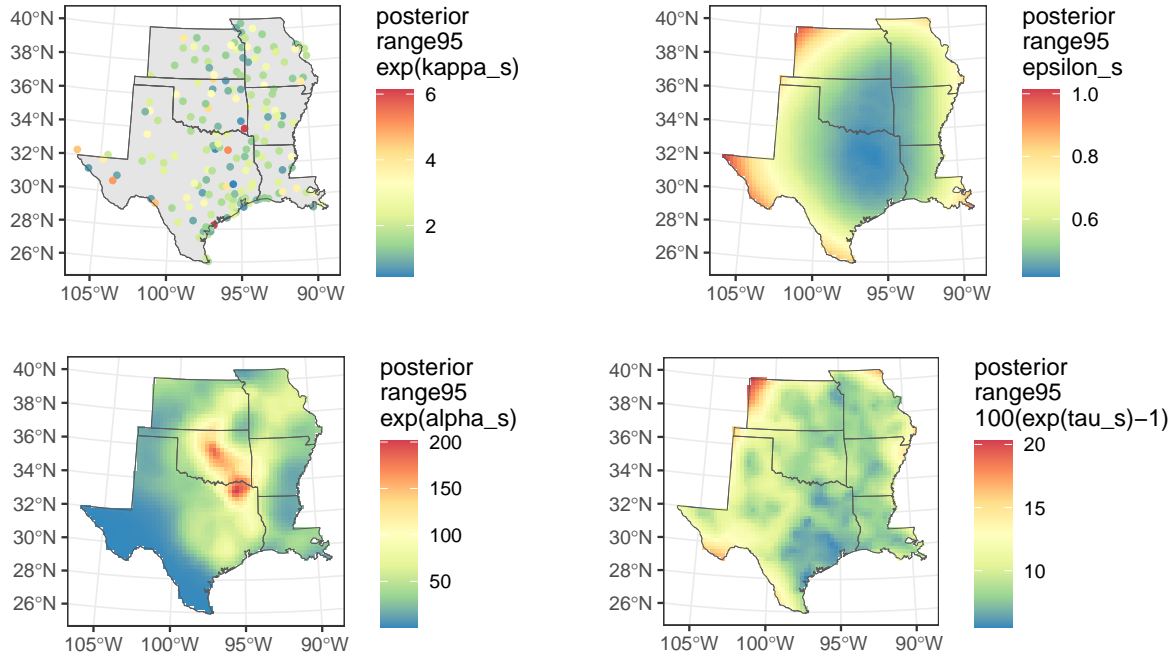 posterior
range95
exp(kappa_s)
40°N
38°N
36°N
34°N
32°N
30°N
28°N
26°N
6
4
2
105°W
100°W
95°W
90°W
posterior
range95
epsilon_s
40°N
38°N
36°N
34°N
32°N
30°N
28°N
26°N
1.0
0.8
0.6
105°W
100°W
95°W
90°W
posterior
range95
exp(alpha_s)
40°N
38°N
36°N
34°N
32°N
30°N
28°N
26°N
200
150
100
50
105°W
100°W
95°W
90°W
posterior
range95
100(exp(tau_s)−1)
40°N
38°N
36°N
34°N
32°N
30°N
28°N
26°N
20
15
10
105°W
100°W
95°W
90°W